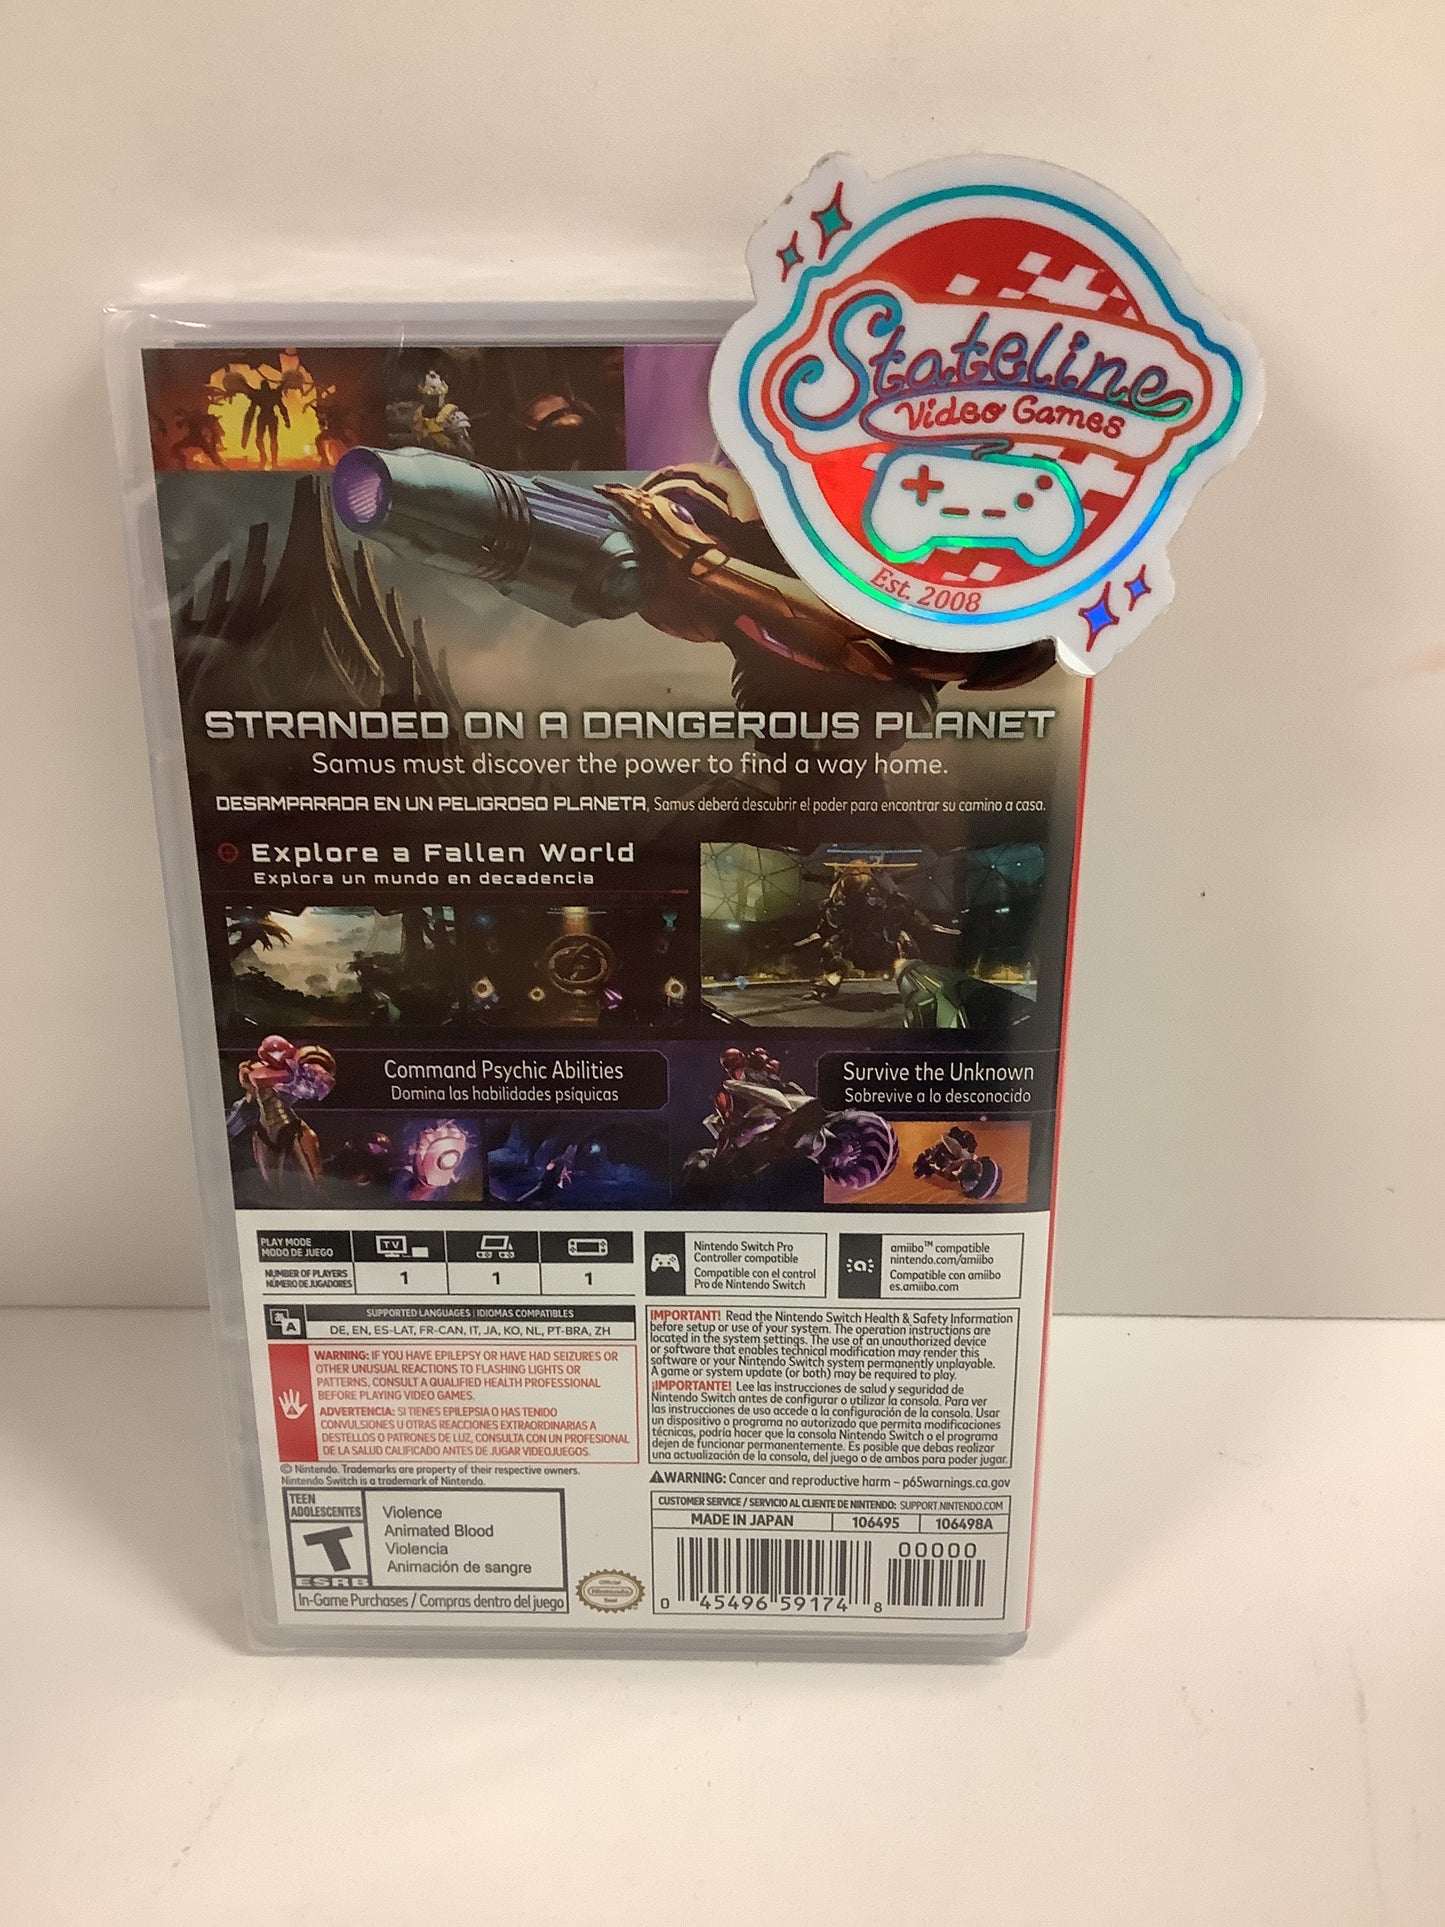 Stateline
Video Games
Est. 2008
STRANDED ON A DANGEROUS PLANET
Samus must discover the power to find a way home.
DESAMPARADA EN UN PELIGROSO PLANETA, Samus deberá descubrir el poder para encontrar su camino a casa.
Explore a Fallen World
Explora un mundo en decadencia
Command Psychic Abilities
Domina las habilidades psíquicas
Survive the Unknown
Sobrevive a lo desconocido
PLAY MODE
MODO DE JUEGO
TV
NUMBER OF PLAYERS
NÚMERO DE JUGADORES
1
1
1
Nintendo Switch Pro
Controller compatible
Compatible con el control
Pro de Nintendo Switch
amiibo™ compatible
nintendo.com/amiibo
Compatible con amiibo
es.amiibo.com
SUPPORTED LANGUAGES | IDIOMAS COMPATIBLES
DE, EN, ES-LAT, FR-CAN, IT, JA, KO, NL, PT-BRA, ZH
WARNING: IF YOU HAVE EPILEPSY OR HAVE HAD SEIZURES OR
OTHER UNUSUAL REACTIONS TO FLASHING LIGHTS OR
PATTERNS, CONSULT A QUALIFIED HEALTH PROFESSIONAL
BEFORE PLAYING VIDEO GAMES.
ADVERTENCIA: SI TIENES EPILEPSIA O HAS TENIDO
CONVULSIONES U OTRAS REACCIONES EXTRAORDINARIAS A
DESTELLOS O PATRONES DE LUZ, CONSULTA CON UN PROFESIONAL
DE LA SALUD CALIFICADO ANTES DE JUGAR VIDEOJUEGOS.
IMPORTANT! Read the Nintendo Switch Health & Safety Information
before setup or use of your system. The operation instructions are
located in the system settings. The use of an unauthorized device
or software that enables technical modification may render this
software or your Nintendo Switch system permanently unplayable.
A game or system update (or both) may be required to play.
¡IMPORTANTE! Lee las instrucciones de salud y seguridad de
Nintendo Switch antes de configurar o utilizar la consola. Para ver
las instrucciones de uso accede a la configuración de la consola. Usar
un dispositivo o programa no autorizado que permita modificaciones
técnicas, podría hacer que la consola Nintendo Switch o el programa
dejen de funcionar permanentemente. Es posible que debas realizar
una actualización de la consola, del juego o de ambos para poder jugar.
© Nintendo. Trademarks are property of their respective owners.
Nintendo Switch is a trademark of Nintendo.
WARNING: Cancer and reproductive harm – p65warnings.ca.gov
TEEN
ADOLESCENTES
T
ESRB
Violence
Animated Blood
Violencia
Animación de sangre
In-Game Purchases / Compras dentro del juego
Official
Nintendo
Seal
CUSTOMER SERVICE / SERVICIO AL CLIENTE DE NINTENDO: SUPPORT.NINTENDO.COM
MADE IN JAPAN 106495 106498A
00000
0 45496 59174 8